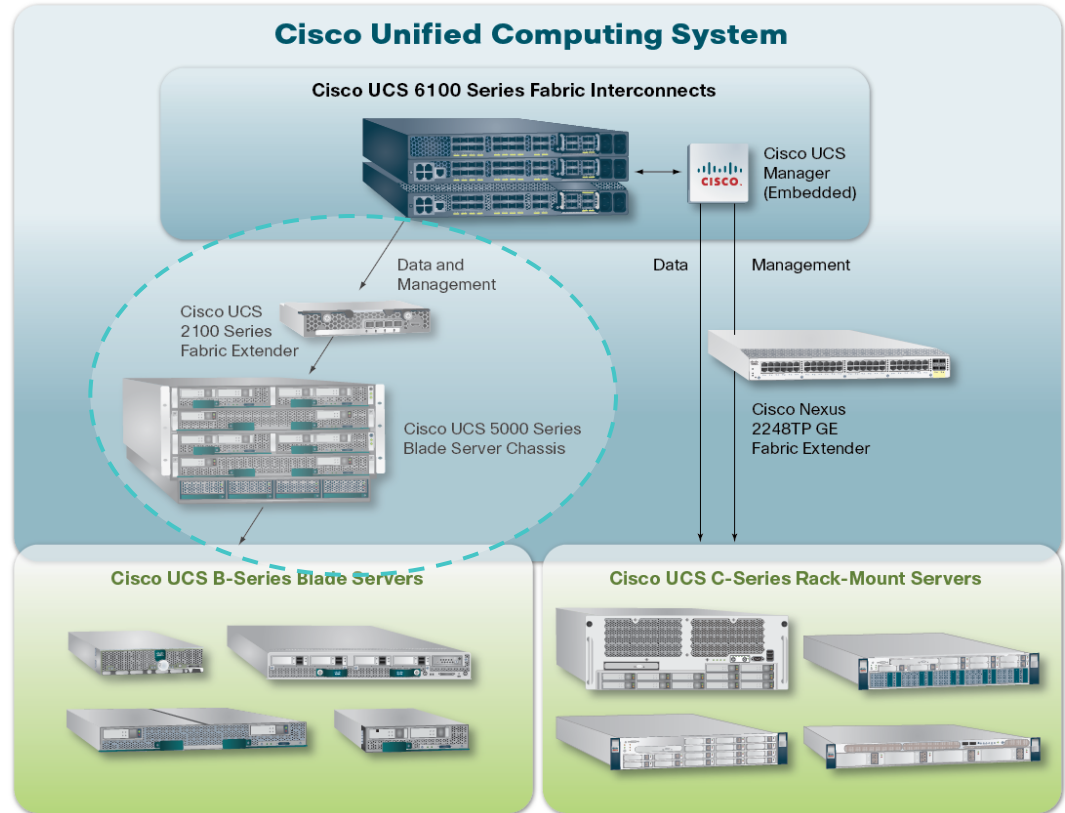 Cisco Unified Computing System
Cisco UCS 6100 Series Fabric Interconnects
CISCO.
Cisco UCS
Manager
(Embedded)
Data and
Management
Data
Management
Cisco UCS
2100 Series
Fabric Extender
Cisco UCS 5000 Series
Blade Server Chassis
Cisco Nexus
2248TP GE
Fabric Extender
Cisco UCS B-Series Blade Servers
Cisco UCS C-Series Rack-Mount Servers